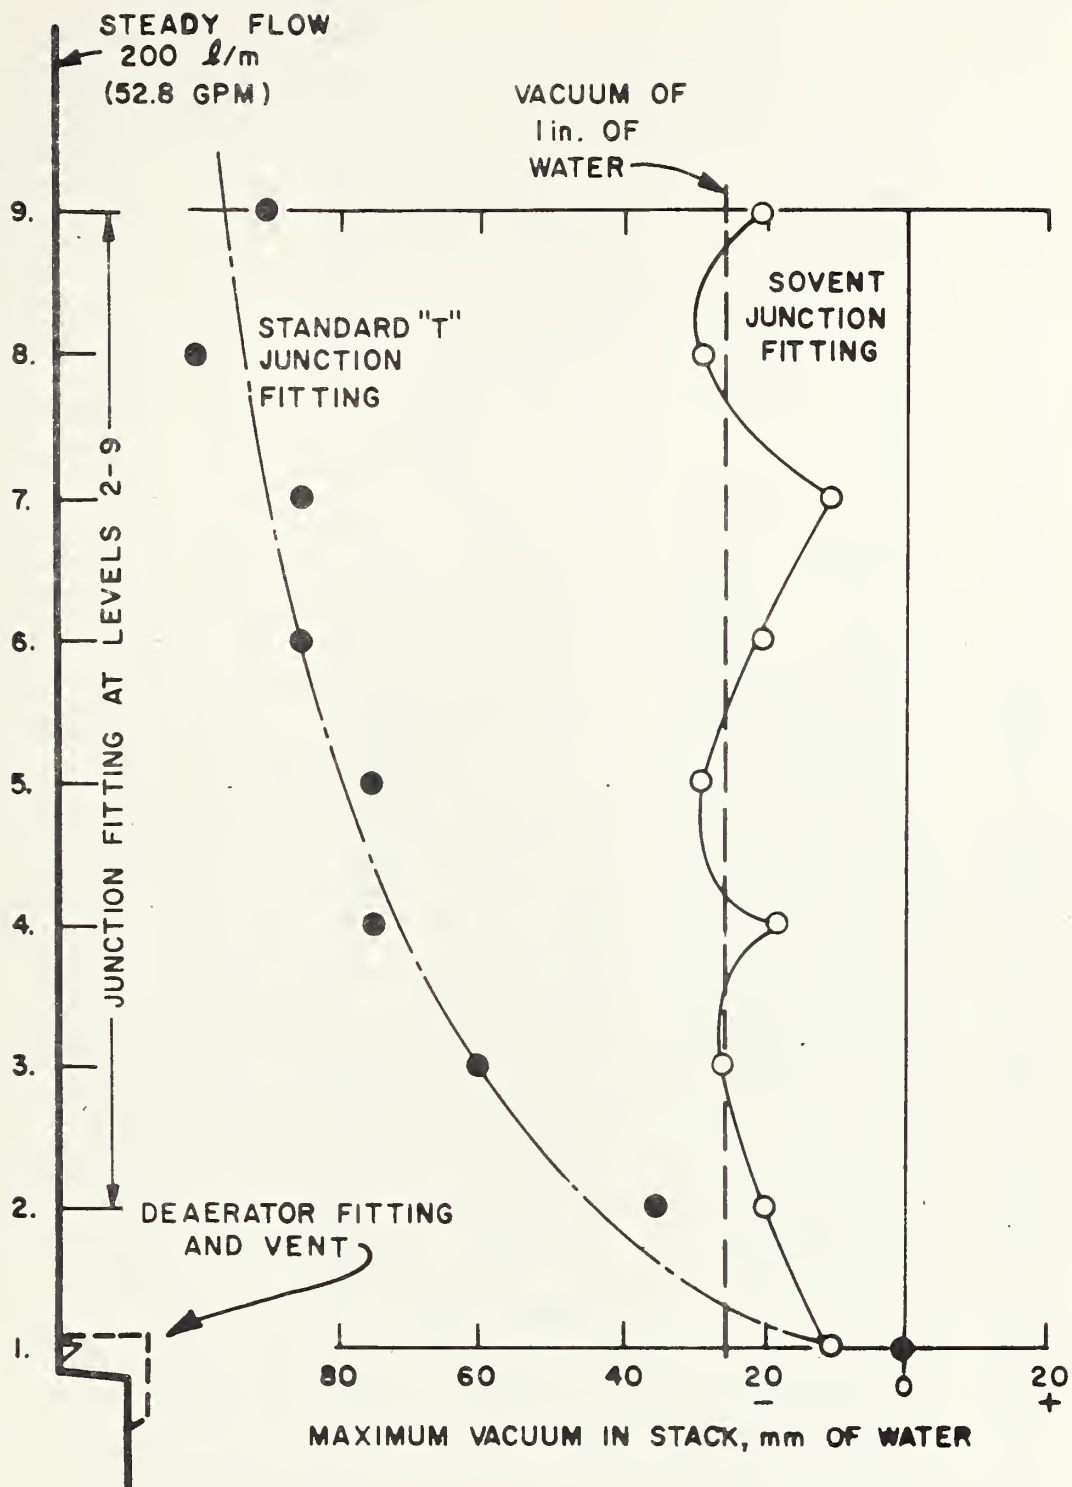 STEADY FLOW
200 ℓ/m
(52.8 GPM)
VACUUM OF
1 in. OF
WATER
9.
SOVENT
JUNCTION
FITTING
STANDARD "T"
JUNCTION
FITTING
8.
7.
JUNCTION FITTING AT LEVELS 2-9
6.
5.
4.
3.
2.
DEAERATOR FITTING
AND VENT
1.
80 60 40 20 0 20
- +
MAXIMUM VACUUM IN STACK, mm OF WATER